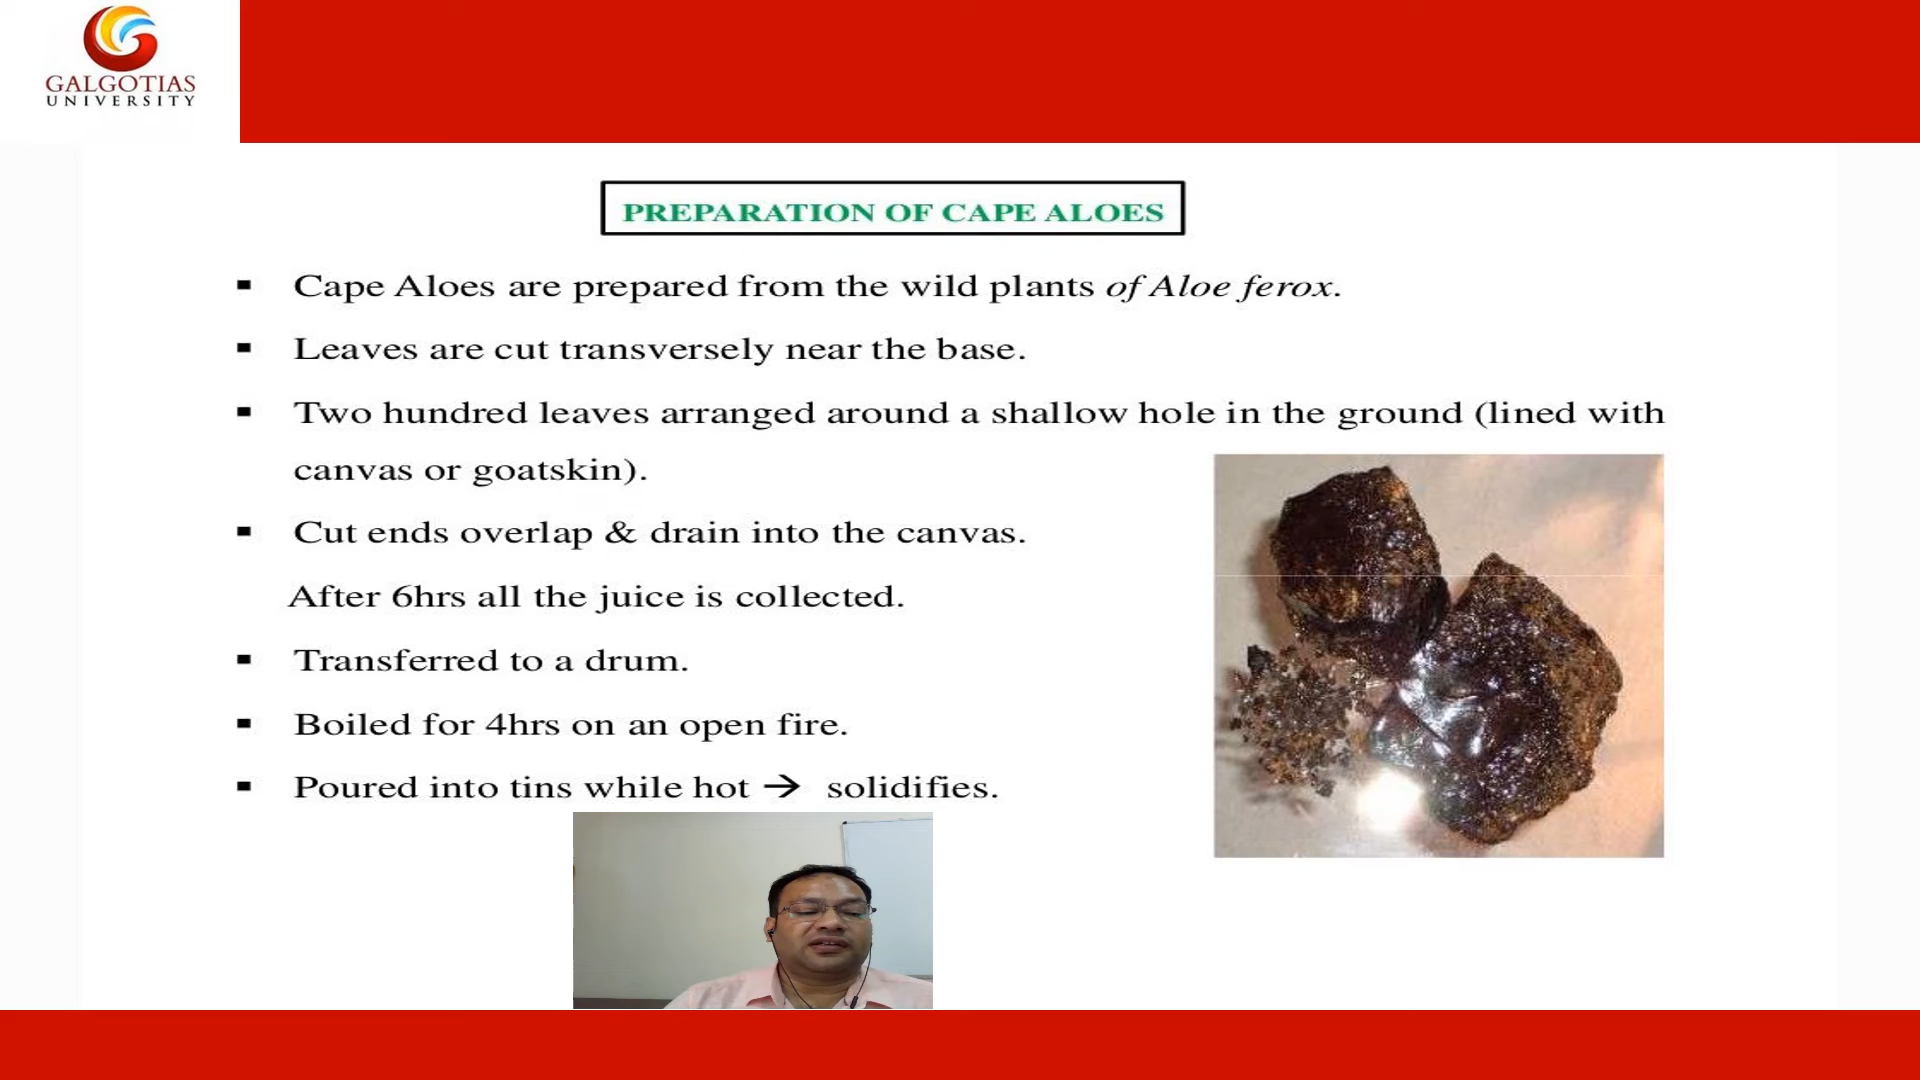 GALGOTIAS
UNIVERSITY
PREPARATION OF CAPE ALOES
▪ Cape Aloes are prepared from the wild plants of Aloe ferox.
▪ Leaves are cut transversely near the base.
▪ Two hundred leaves arranged around a shallow hole in the ground (lined with
canvas or goatskin).
▪ Cut ends overlap & drain into the canvas.
After 6hrs all the juice is collected.
▪ Transferred to a drum.
▪ Boiled for 4hrs on an open fire.
▪ Poured into tins while hot → solidifies.